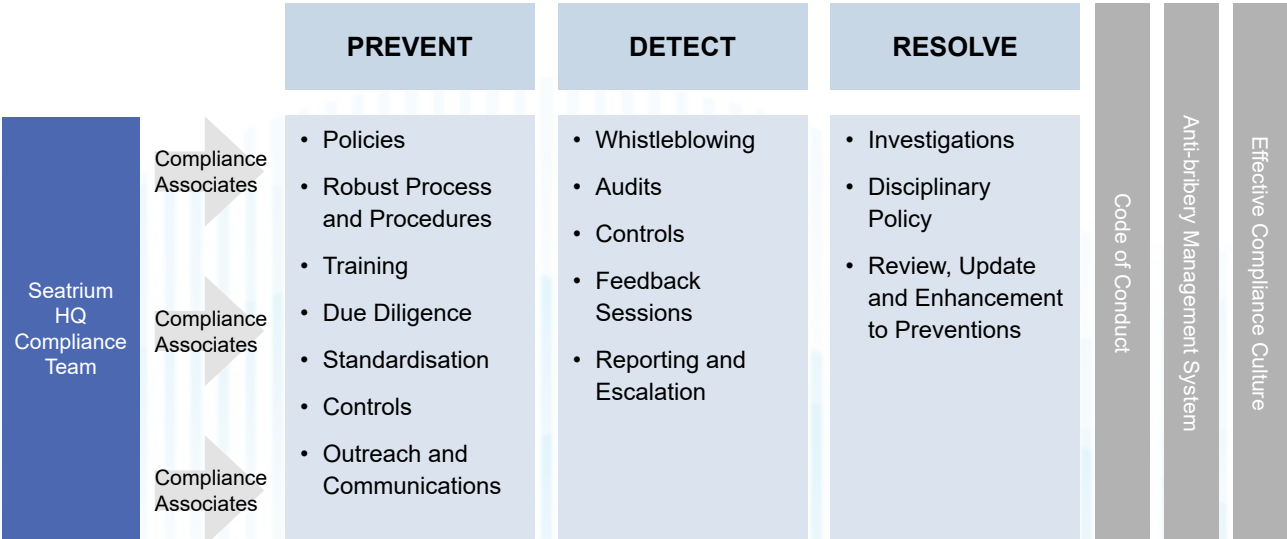 PREVENT
DETECT
RESOLVE
Seatrium
HQ
Compliance
Team
Compliance
Associates
Compliance
Associates
Compliance
Associates
• Policies
• Robust Process
and Procedures
• Training
• Due Diligence
• Standardisation
• Controls
• Outreach and
Communications
• Whistleblowing
• Audits
• Controls
• Feedback
Sessions
• Reporting and
Escalation
• Investigations
• Disciplinary
Policy
• Review, Update
and Enhancement
to Preventions
Code of Conduct
Anti-bribery Management System
Effective Compliance Culture